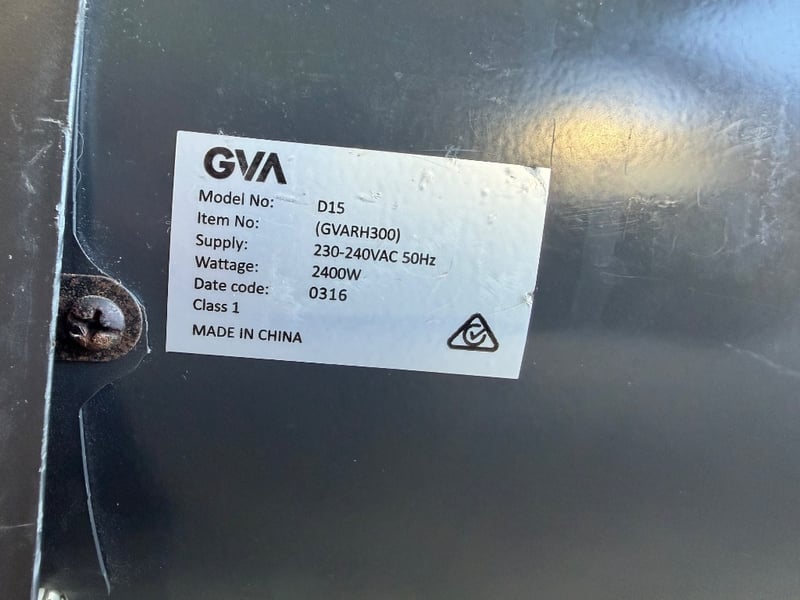 GVA
Model No: D15
Item No: (GVARH300)
Supply: 230-240VAC 50Hz
Wattage: 2400W
Date code: 0316
Class 1
MADE IN CHINA